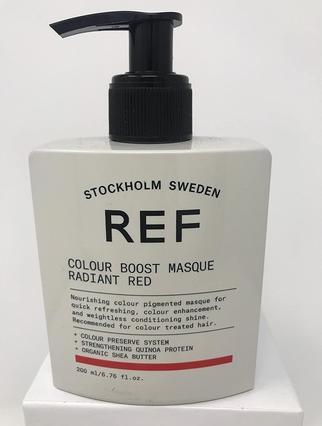 STOCKHOLM SWEDEN
REF
COLOUR BOOST MASQUE
RADIANT RED
Nourishing colour pigmented masque for
quick refreshing, colour enhancement,
and weightless conditioning shine.
Recommended for colour treated hair.
+ COLOUR PRESERVE SYSTEM
+ STRENGTHENING QUINOA PROTEIN
+ ORGANIC SHEA BUTTER
200 ml/6.76 fl.oz.